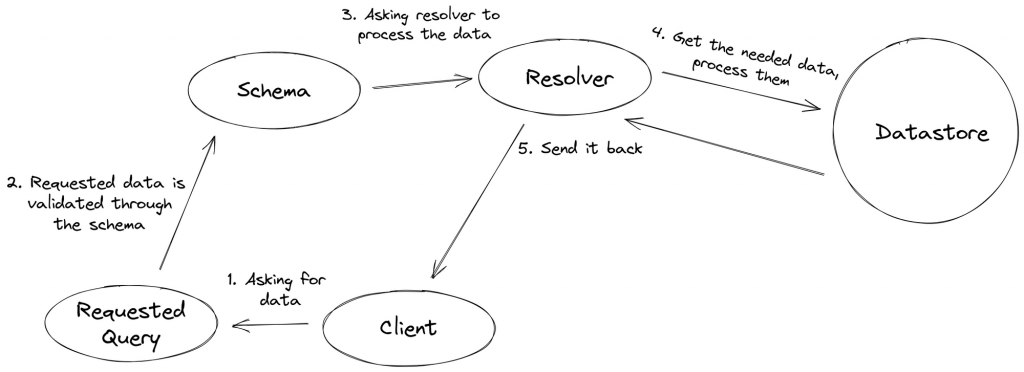 3. Asking resolver to
process the data
4. Get the needed data,
process them
Schema
Resolver
Datastore
5. Send it back
2. Requested data is
validated through
the schema
1. Asking for
data
Requested
Query
Client